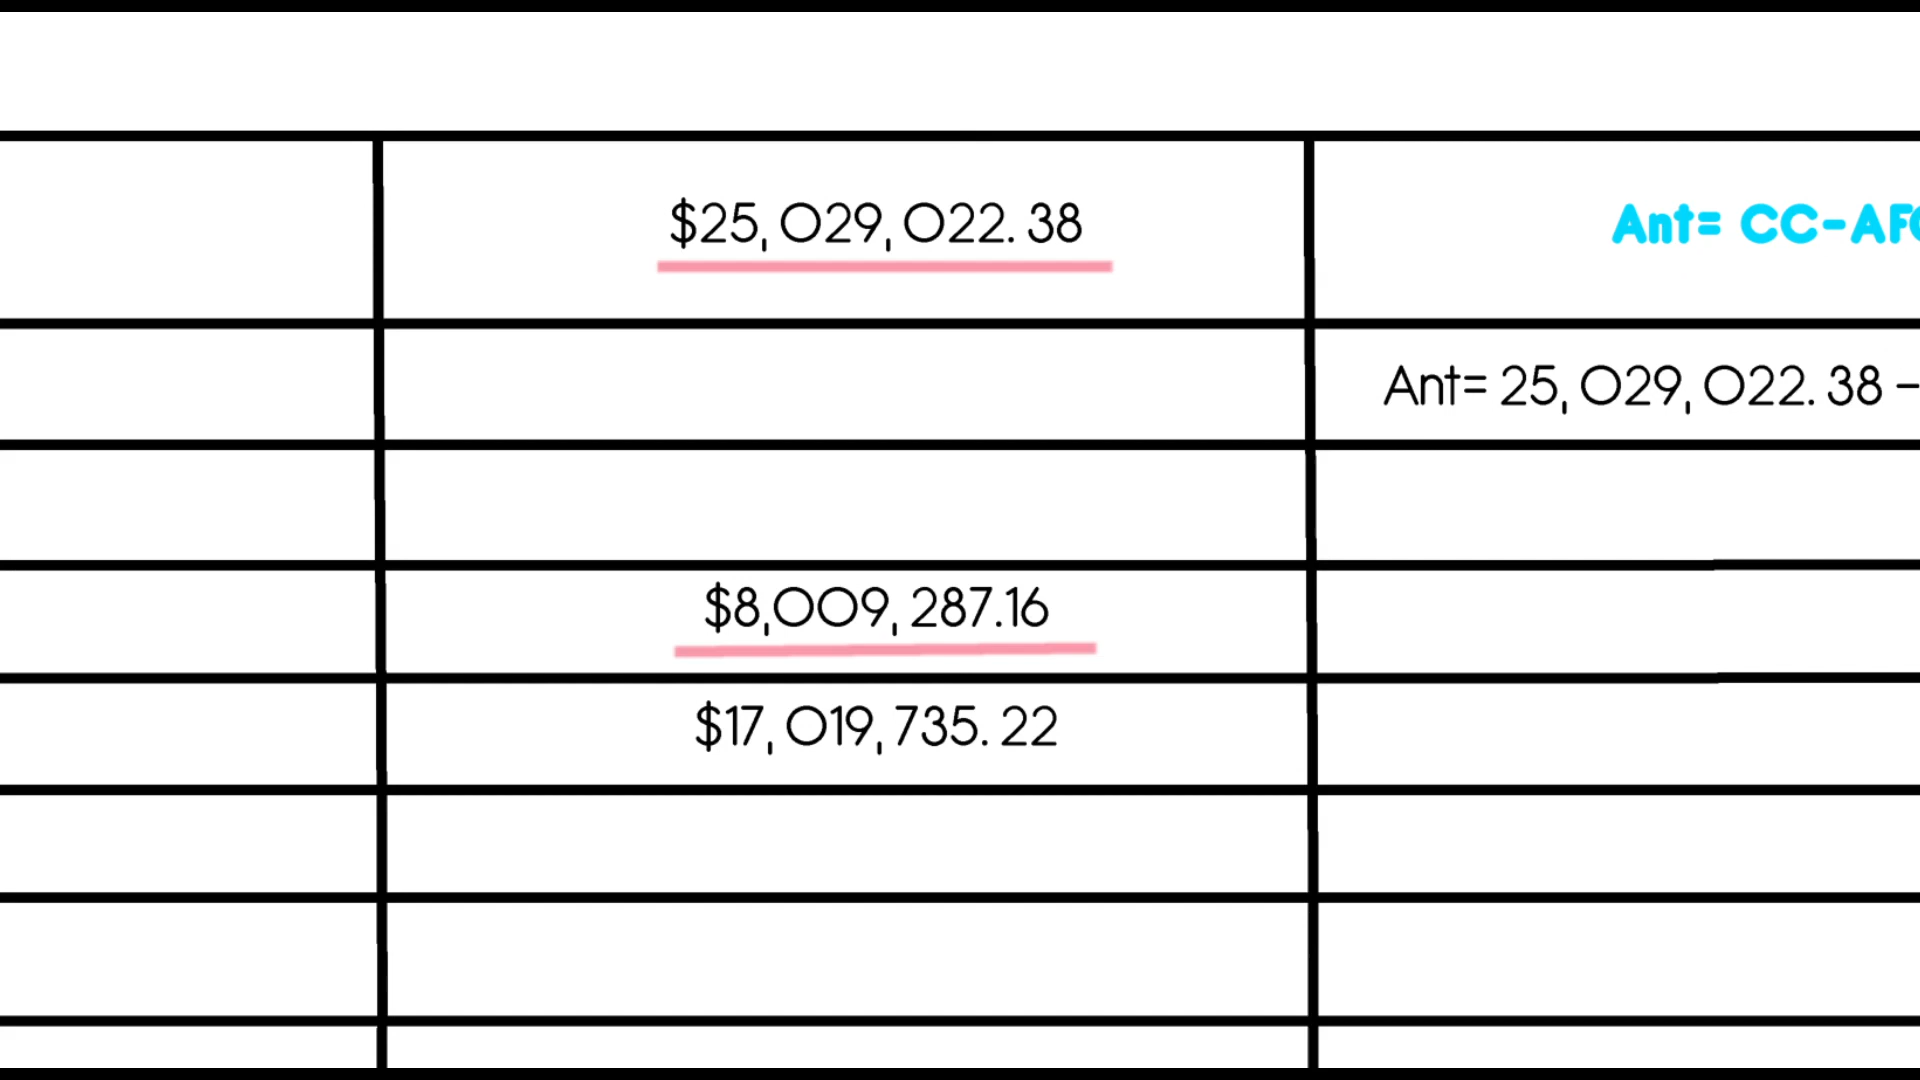 $25,029,022.38
Ant= CC-AF
Ant= 25,029,022.38 -
$8,009,287.16
$17,019,735.22